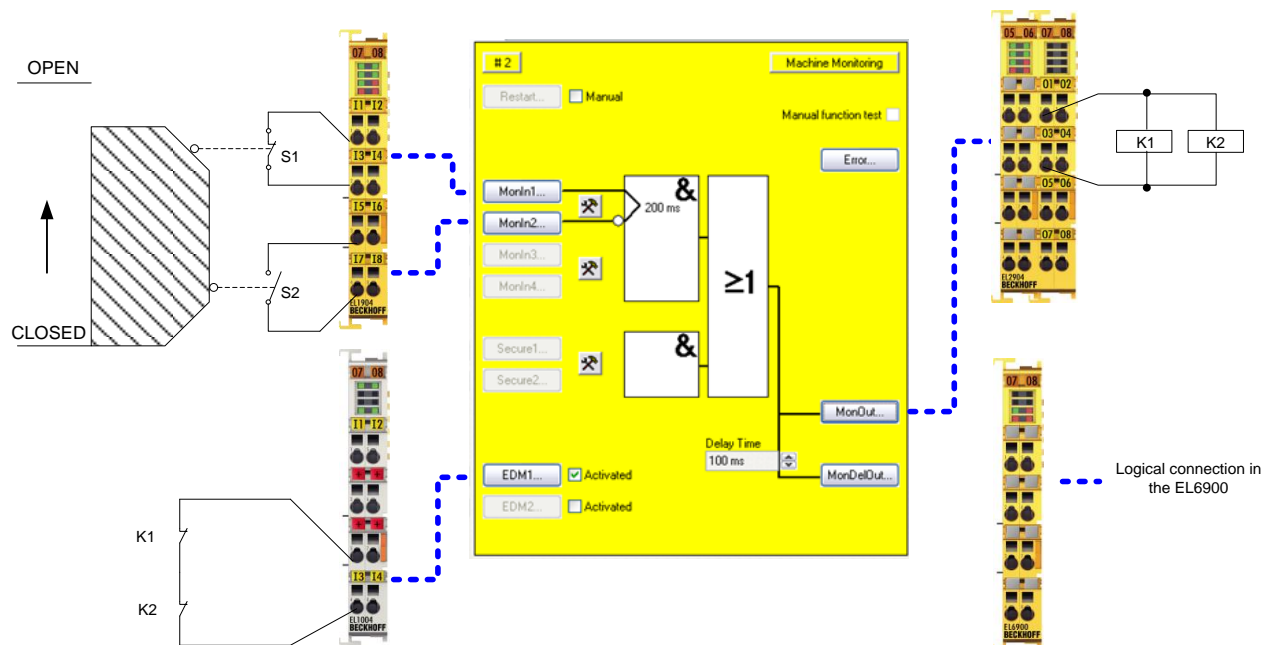 OPEN
CLOSED
S1
S2
07 08
I1 I2
I3 I4
I5 I6
I7 I8
EL1904
BECKHOFF
07 08
I1 I2
I3 I4
EL1004
BECKHOFF
K1
K2
# 2
Machine Monitoring
Restart...
Manual
Manual function test
Error...
MonIn1...
MonIn2...
MonIn3...
MonIn4...
&
200 ms
≥1
Secure1...
Secure2...
&
MonOut...
Delay Time
100 ms
MonDelOut...
EDM1...
Activated
EDM2...
Activated
05 06 07 08
01 02
03 04
05 06
07 08
EL2904
BECKHOFF
K1
K2
07 08
EL6900
BECKHOFF
Logical connection in
the EL6900